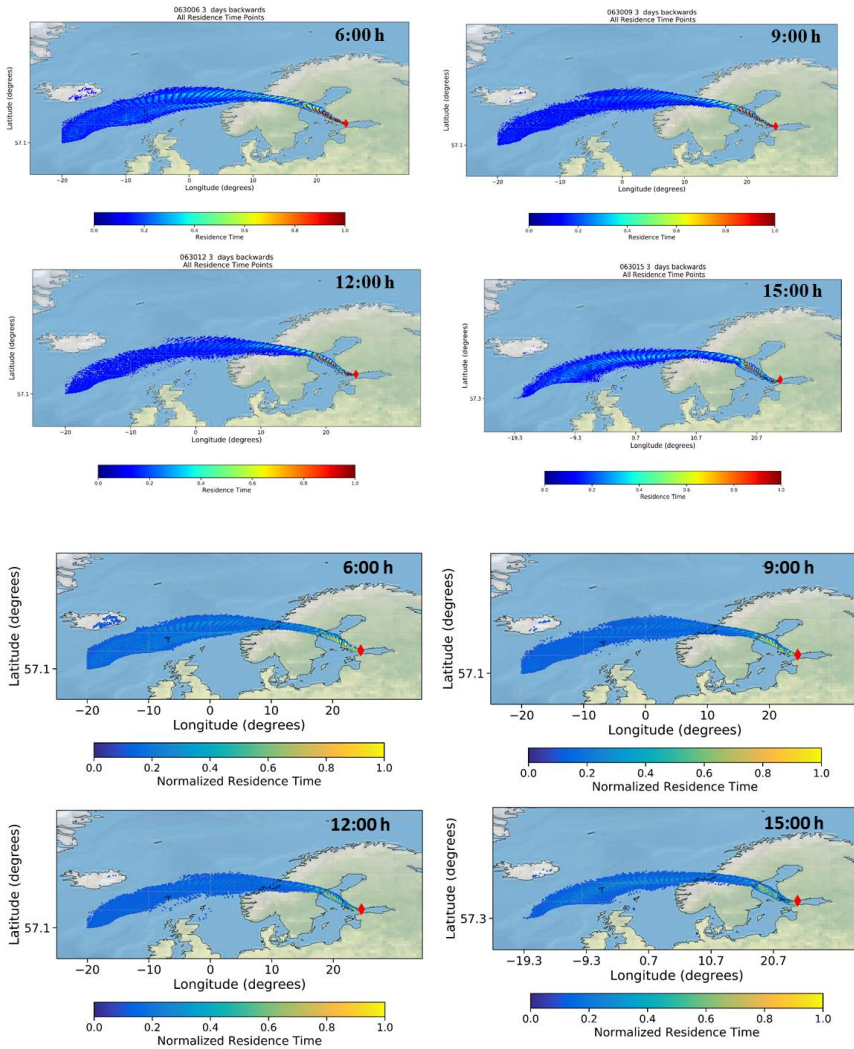 063006 3 days backwards
All Residence Time Points
6:00 h
Latitude (degrees)
57.1
−20 −10 0 10 20
Longitude (degrees)
0.0 0.2 0.4 0.6 0.8 1.0
Residence Time
063009 3 days backwards
All Residence Time Points
9:00 h
Latitude (degrees)
57.1
−20 −10 0 10 20
Longitude (degrees)
0.0 0.2 0.4 0.6 0.8 1.0
Residence Time
063012 3 days backwards
All Residence Time Points
12:00 h
Latitude (degrees)
57.1
−20 −10 0 10 20
Longitude (degrees)
0.0 0.2 0.4 0.6 0.8 1.0
Residence Time
063015 3 days backwards
All Residence Time Points
15:00 h
Latitude (degrees)
57.3
−19.3 −9.3 0.7 10.7 20.7
Longitude (degrees)
0.0 0.2 0.4 0.6 0.8 1.0
Residence Time
6:00 h
Latitude (degrees)
57.1
−20 −10 0 10 20
Longitude (degrees)
0.0 0.2 0.4 0.6 0.8 1.0
Normalized Residence Time
9:00 h
Latitude (degrees)
57.1
−20 −10 0 10 20
Longitude (degrees)
0.0 0.2 0.4 0.6 0.8 1.0
Normalized Residence Time
12:00 h
Latitude (degrees)
57.1
−20 −10 0 10 20
Longitude (degrees)
0.0 0.2 0.4 0.6 0.8 1.0
Normalized Residence Time
15:00 h
Latitude (degrees)
57.3
−19.3 −9.3 0.7 10.7 20.7
Longitude (degrees)
0.0 0.2 0.4 0.6 0.8 1.0
Normalized Residence Time